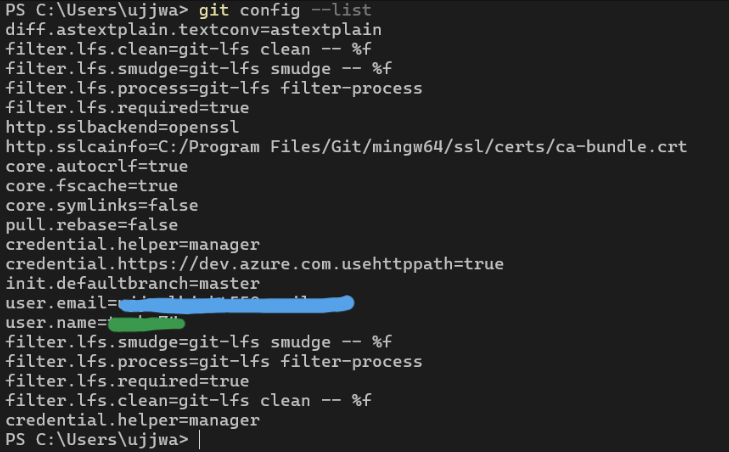 PS C:\Users\ujjwa> git config --list
diff.astextplain.textconv=astextplain
filter.lfs.clean=git-lfs clean -- %f
filter.lfs.smudge=git-lfs smudge -- %f
filter.lfs.process=git-lfs filter-process
filter.lfs.required=true
http.sslbackend=openssl
http.sslcainfo=C:/Program Files/Git/mingw64/ssl/certs/ca-bundle.crt
core.autocrlf=true
core.fscache=true
core.symlinks=false
pull.rebase=false
credential.helper=manager
credential.https://dev.azure.com.usehttppath=true
init.defaultbranch=master
user.email=
user.name=
filter.lfs.smudge=git-lfs smudge -- %f
filter.lfs.process=git-lfs filter-process
filter.lfs.required=true
filter.lfs.clean=git-lfs clean -- %f
credential.helper=manager
PS C:\Users\ujjwa>